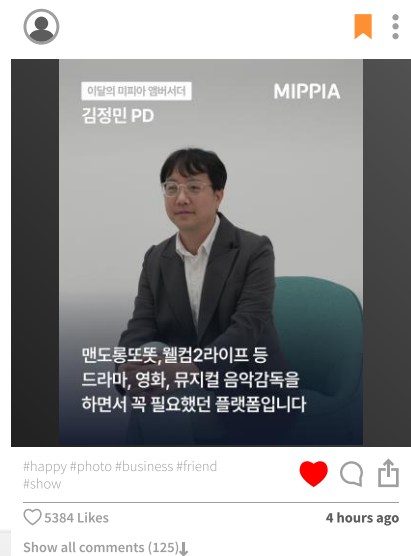 이달의 미피아 앰버서더
MIPPIA
김정민 PD
맨도롱또똣,웰컴2라이프 등
드라마, 영화, 뮤지컬 음악감독을
하면서 꼭 필요했던 플랫폼입니다
#happy #photo #business #friend
#show
5384 Likes
4 hours ago
Show all comments (125)